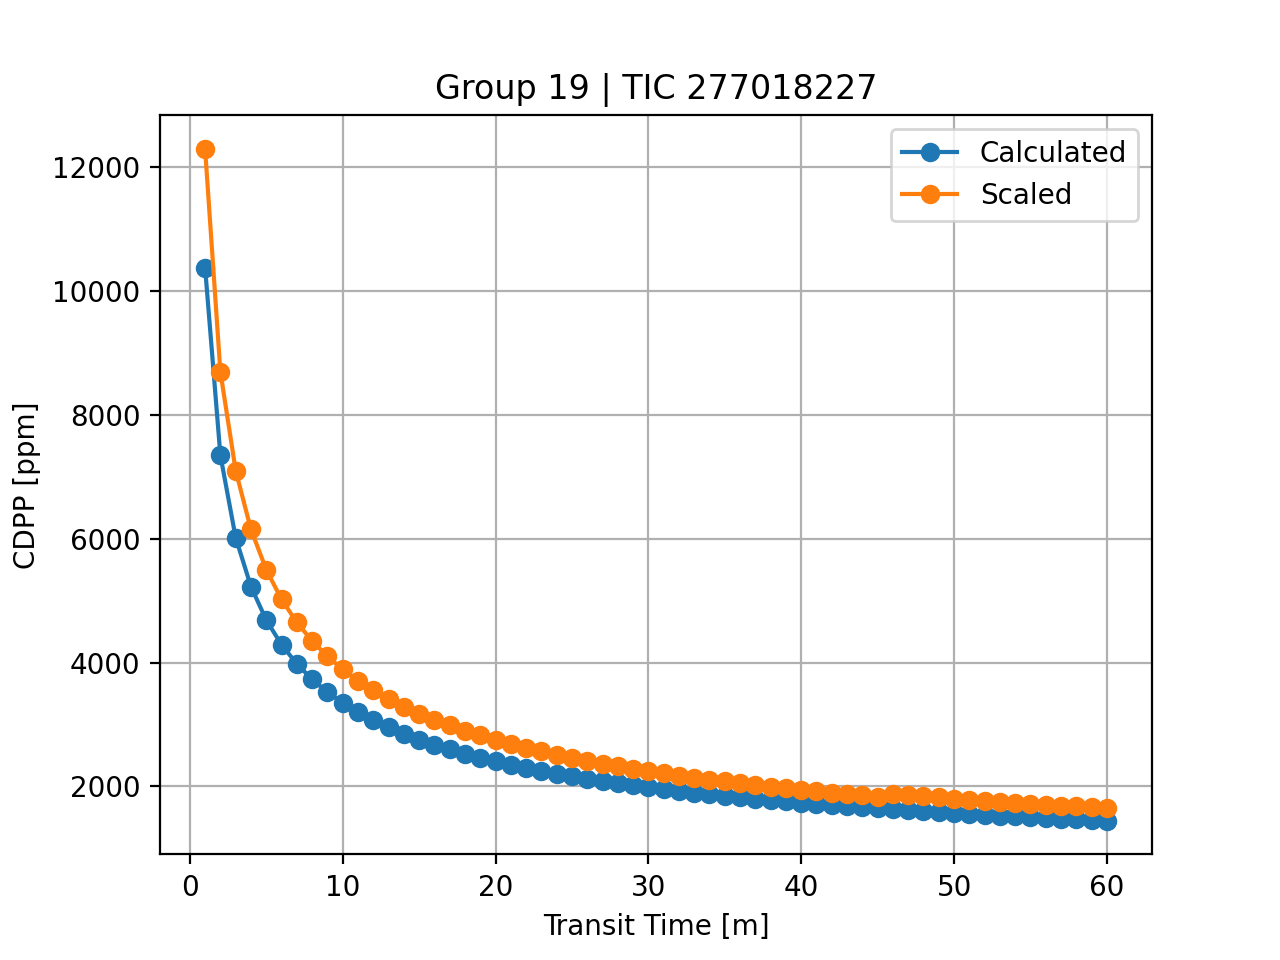 Group 19 | TIC 277018227
Calculated
Scaled
12000
10000
8000
6000
4000
2000
CDPP [ppm]
0 10 20 30 40 50 60
Transit Time [m]